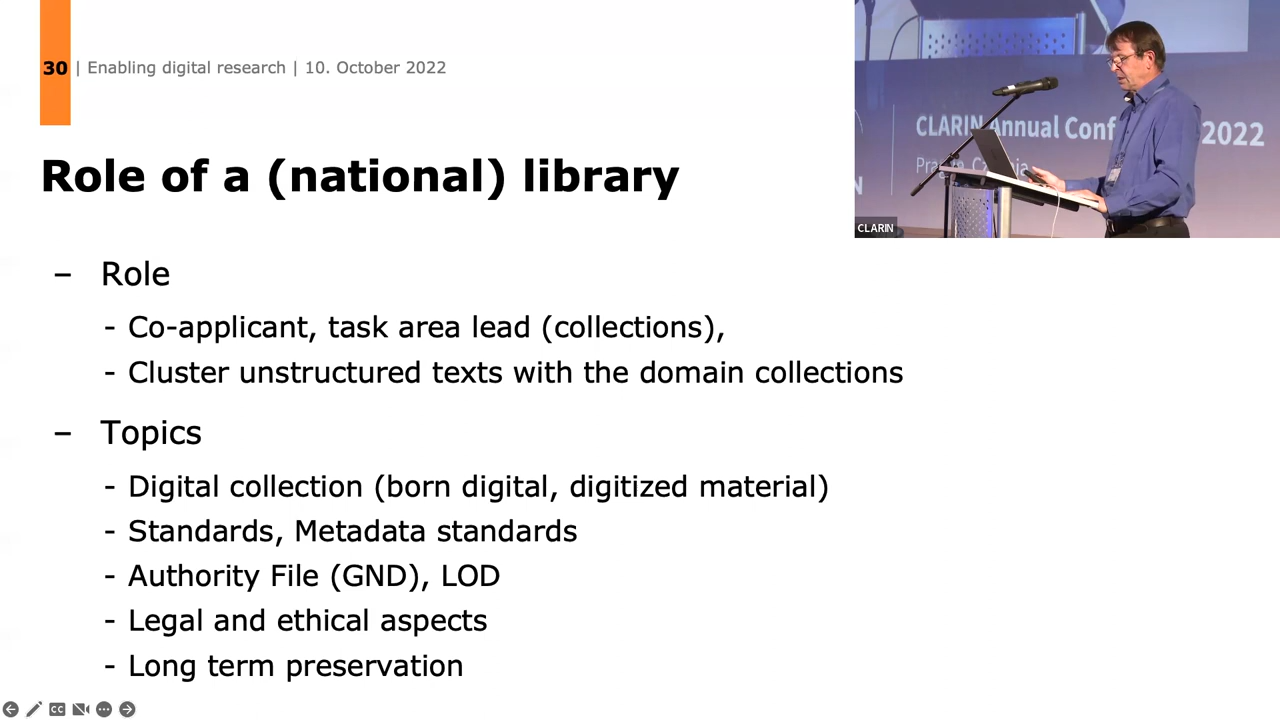 30 | Enabling digital research | 10. October 2022
CLARIN Annual Conf 2022
CLARIN
Role of a (national) library
– Role
- Co-applicant, task area lead (collections),
- Cluster unstructured texts with the domain collections
– Topics
- Digital collection (born digital, digitized material)
- Standards, Metadata standards
- Authority File (GND), LOD
- Legal and ethical aspects
- Long term preservation